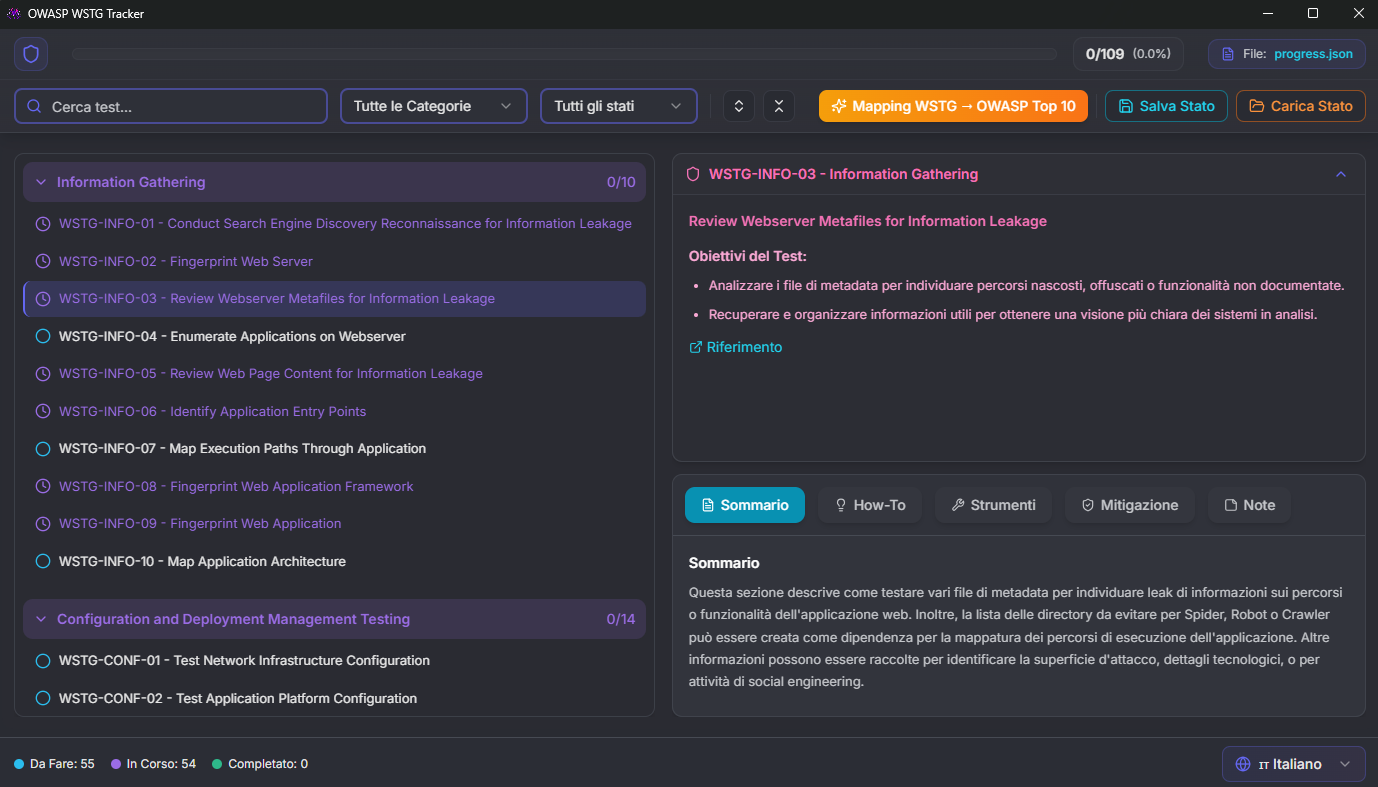 OWASP WSTG Tracker
0/109 (0.0%)
File: progress.json
Cerca test...
Tutte le Categorie
Tutti gli stati
Mapping WSTG → OWASP Top 10
Salva Stato
Carica Stato
Information Gathering 0/10
WSTG-INFO-01 - Conduct Search Engine Discovery Reconnaissance for Information Leakage
WSTG-INFO-02 - Fingerprint Web Server
WSTG-INFO-03 - Review Webserver Metafiles for Information Leakage
WSTG-INFO-04 - Enumerate Applications on Webserver
WSTG-INFO-05 - Review Web Page Content for Information Leakage
WSTG-INFO-06 - Identify Application Entry Points
WSTG-INFO-07 - Map Execution Paths Through Application
WSTG-INFO-08 - Fingerprint Web Application Framework
WSTG-INFO-09 - Fingerprint Web Application
WSTG-INFO-10 - Map Application Architecture
Configuration and Deployment Management Testing 0/14
WSTG-CONF-01 - Test Network Infrastructure Configuration
WSTG-CONF-02 - Test Application Platform Configuration
WSTG-INFO-03 - Information Gathering
Review Webserver Metafiles for Information Leakage
Obiettivi del Test:
• Analizzare i file di metadata per individuare percorsi nascosti, offuscati o funzionalità non documentate.
• Recuperare e organizzare informazioni utili per ottenere una visione più chiara dei sistemi in analisi.
Riferimento
Sommario
How-To
Strumenti
Mitigazione
Note
Sommario
Questa sezione descrive come testare vari file di metadata per individuare leak di informazioni sui percorsi
o funzionalità dell'applicazione web. Inoltre, la lista delle directory da evitare per Spider, Robot o Crawler
può essere creata come dipendenza per la mappatura dei percorsi di esecuzione dell'applicazione. Altre
informazioni possono essere raccolte per identificare la superficie d'attacco, dettagli tecnologici, o per
attività di social engineering.
Da Fare: 55
In Corso: 54
Completato: 0
IT Italiano